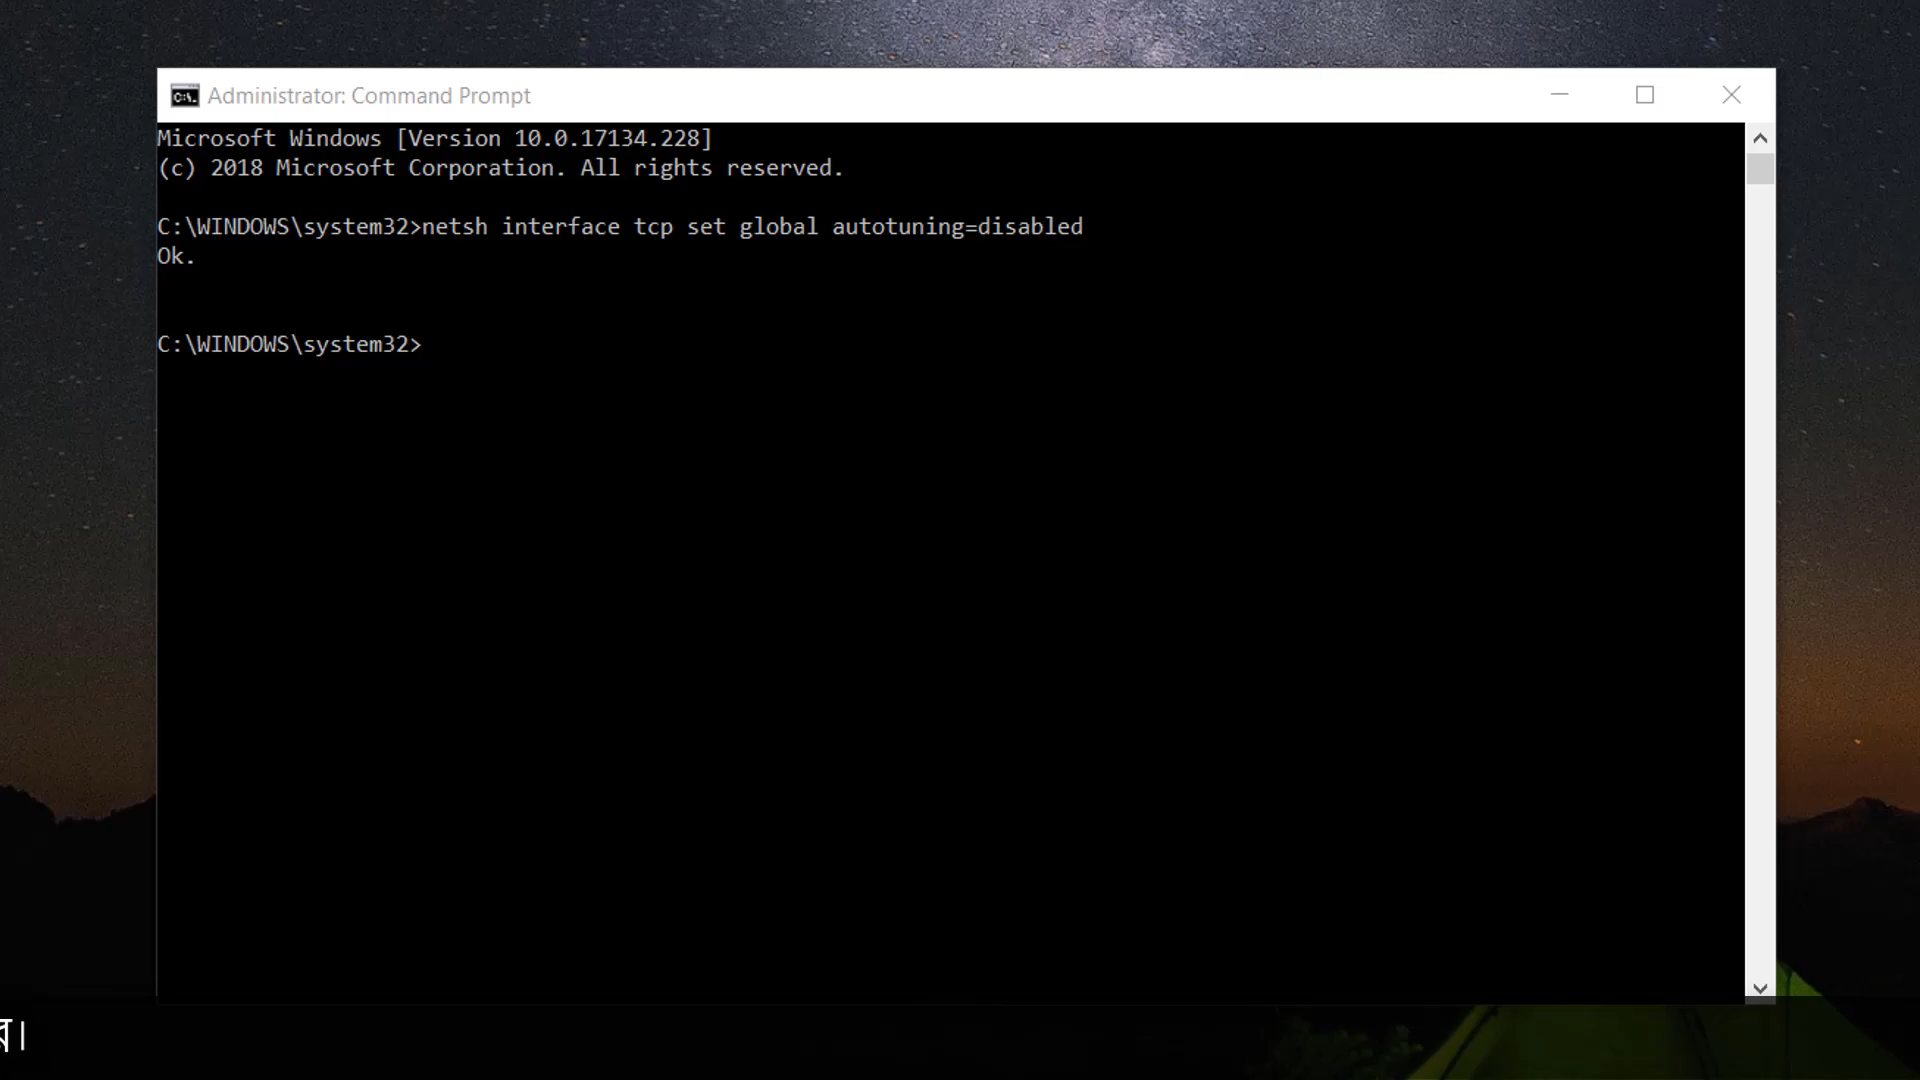 Administrator: Command Prompt
Microsoft Windows [Version 10.0.17134.228]
(c) 2018 Microsoft Corporation. All rights reserved.
C:\WINDOWS\system32>netsh interface tcp set global autotuning=disabled
Ok.
C:\WINDOWS\system32>